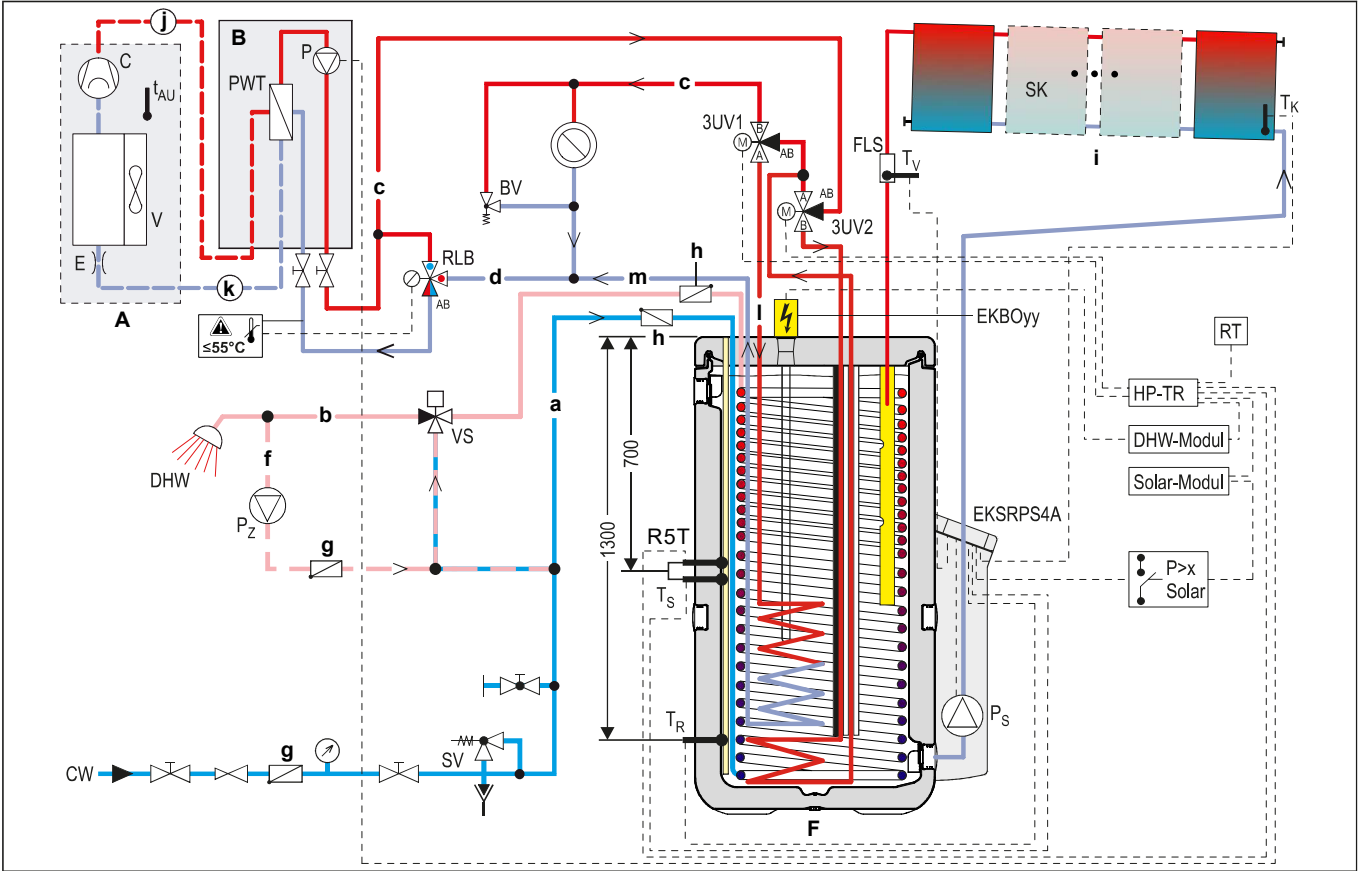 j
B
P
C
t_AU
PWT
c
3UV1
B
M
A
AB
SK
T_K
i
FLS
T_V
BV
c
A
AB
M
B
3UV2
V
E
RLB
h
k
d
m
AB
A
≤55°C
l
EKBOyy
RT
h
HP-TR
a
b
VS
700
DHW-Modul
f
DHW
Solar-Modul
P_Z
1300
EKSRPS4A
g
R5T
P>x
Solar
T_S
T_R
P_S
g
SV
CW
F